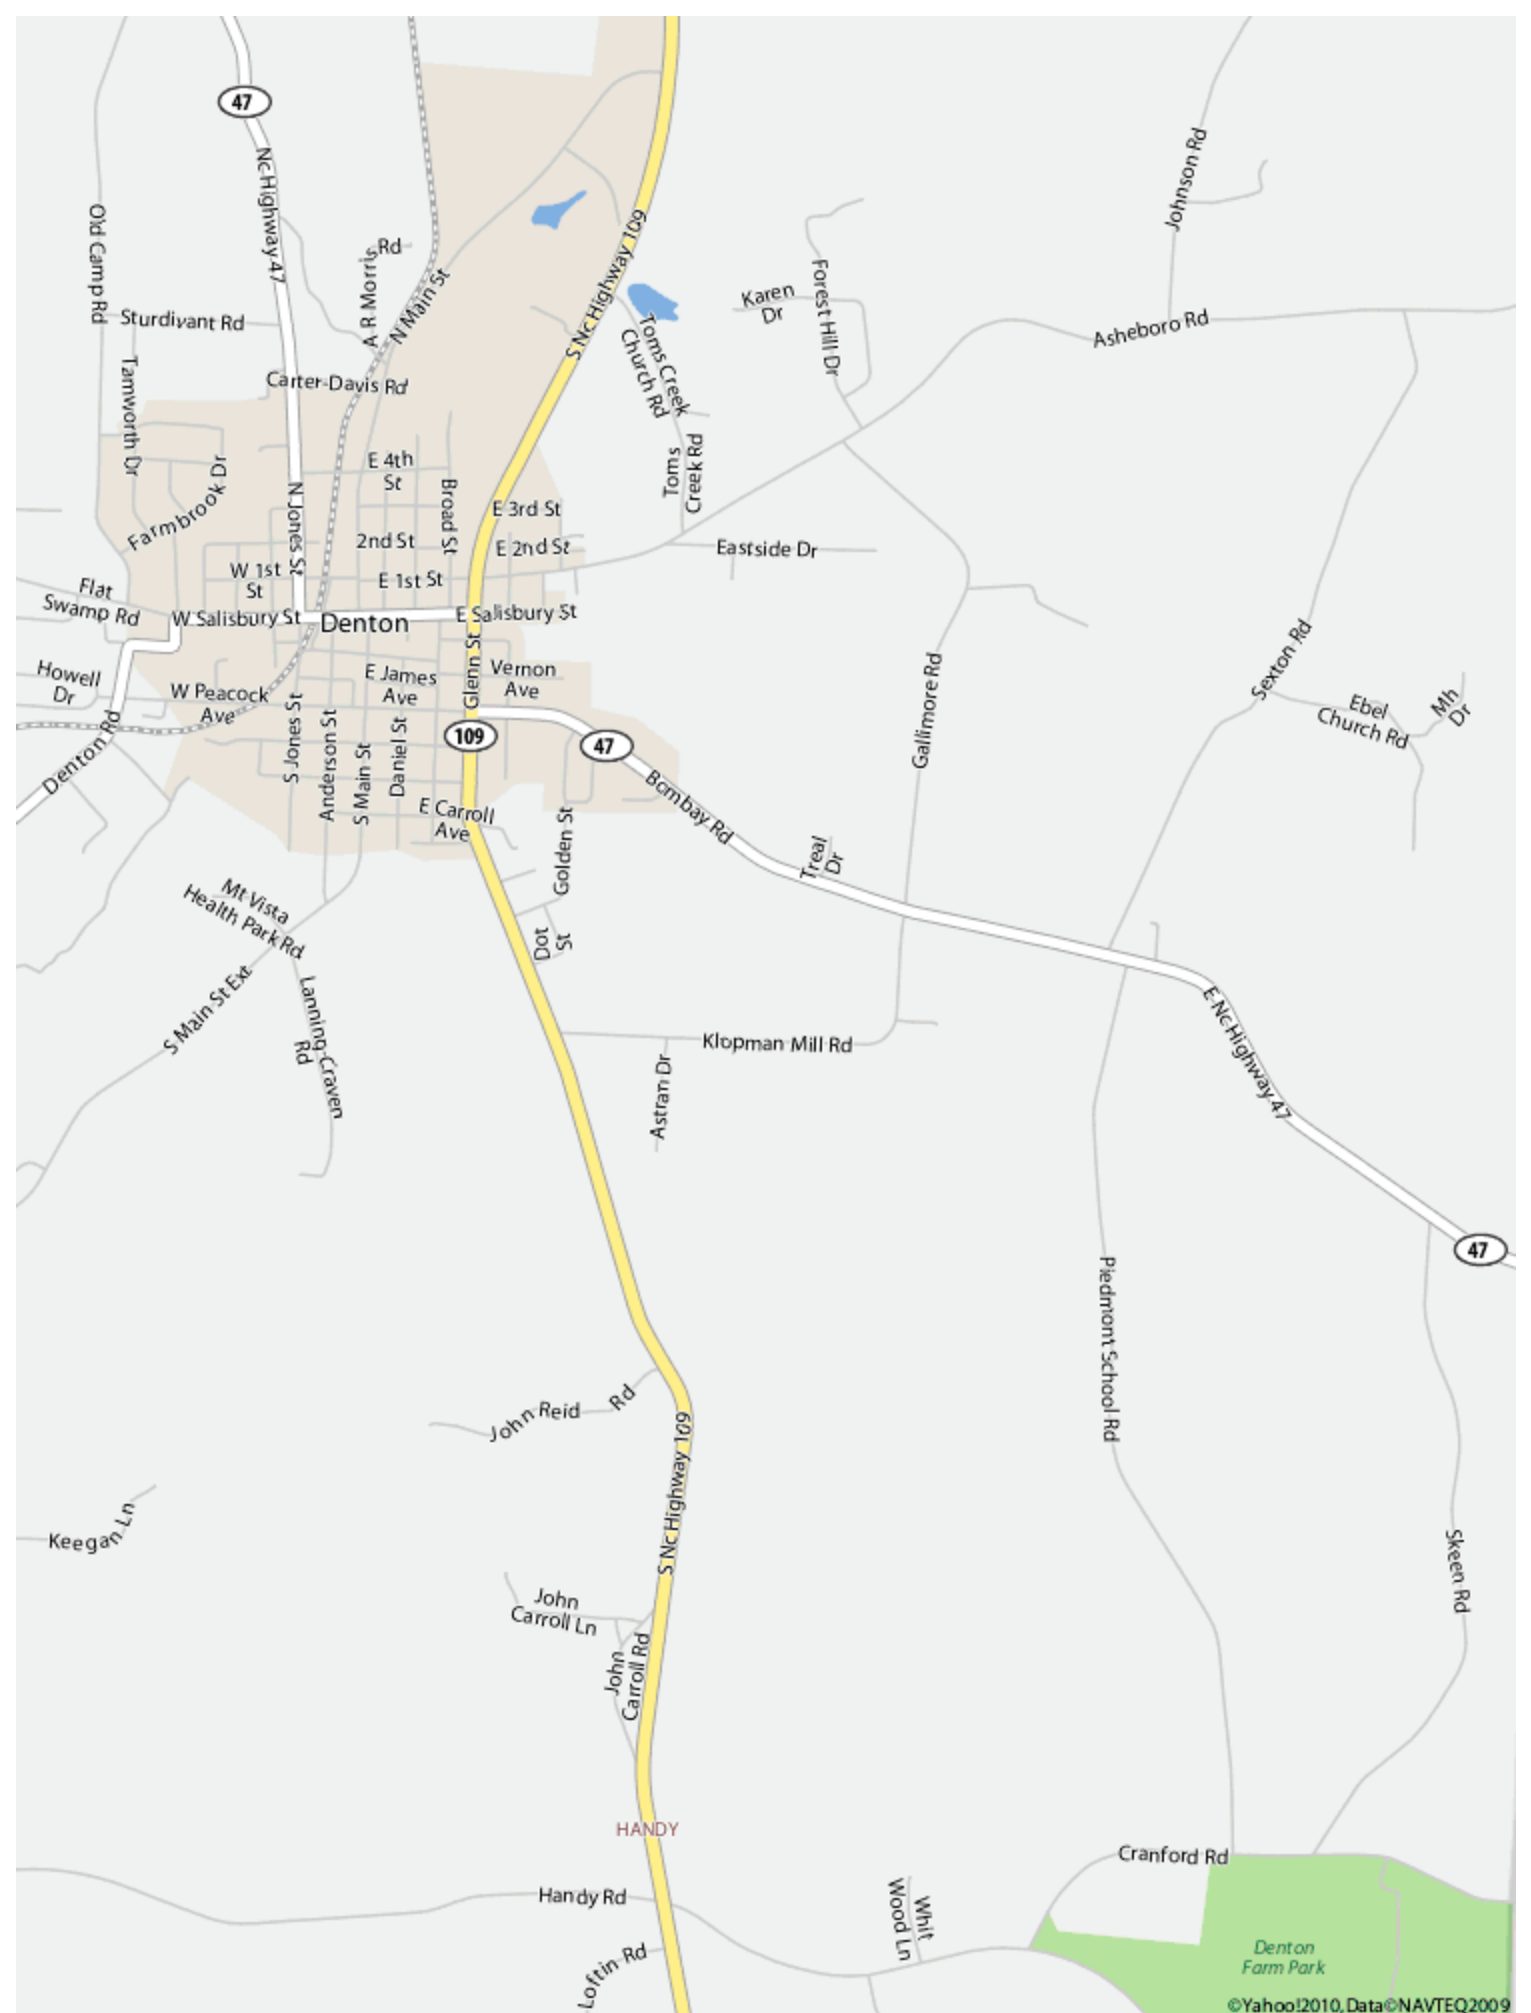 47
Nc Highway 47
Johnson Rd
Old Camp Rd
A R Morris Rd
N Main St
S Nc Highway 109
Karen
Dr
Forest Hill Dr
Sturdivant Rd
Toms Creek
Church Rd
Asheboro Rd
Tamworth Dr
Carter-Davis Rd
E 4th
St
Toms
Creek Rd
Farmbrook Dr
N Jones St
Broad St
E 3rd St
2nd St
E 2nd St
Eastside Dr
W 1st
St
E 1st St
Flat
Swamp Rd
W Salisbury St
Denton
E Salisbury St
Glenn St
Howell
Dr
W Peacock
Ave
E James
Ave
Vernon
Ave
Gallimore Rd
Sexton Rd
Ebel
Church Rd
Mh
Dr
Denton Rd
S Jones St
Anderson St
S Main St
Daniel St
109
47
Bombay Rd
E Carroll
Ave
Golden St
Treal
Dr
Mt Vista
Health Park Rd
Dot
St
S Main St Ext
Lanning Craven
Rd
Klopman Mill Rd
Astran Dr
E Nc Highway 47
47
Piedmont School Rd
John Reid Rd
S Nc Highway 109
Keegan Ln
Skeen Rd
John
Carroll Ln
John
Carroll Rd
HANDY
Cranford Rd
Handy Rd
Whit
Wood Ln
Loftin Rd
Denton
Farm Park
©Yahoo!2010, Data©NAVTEQ2009